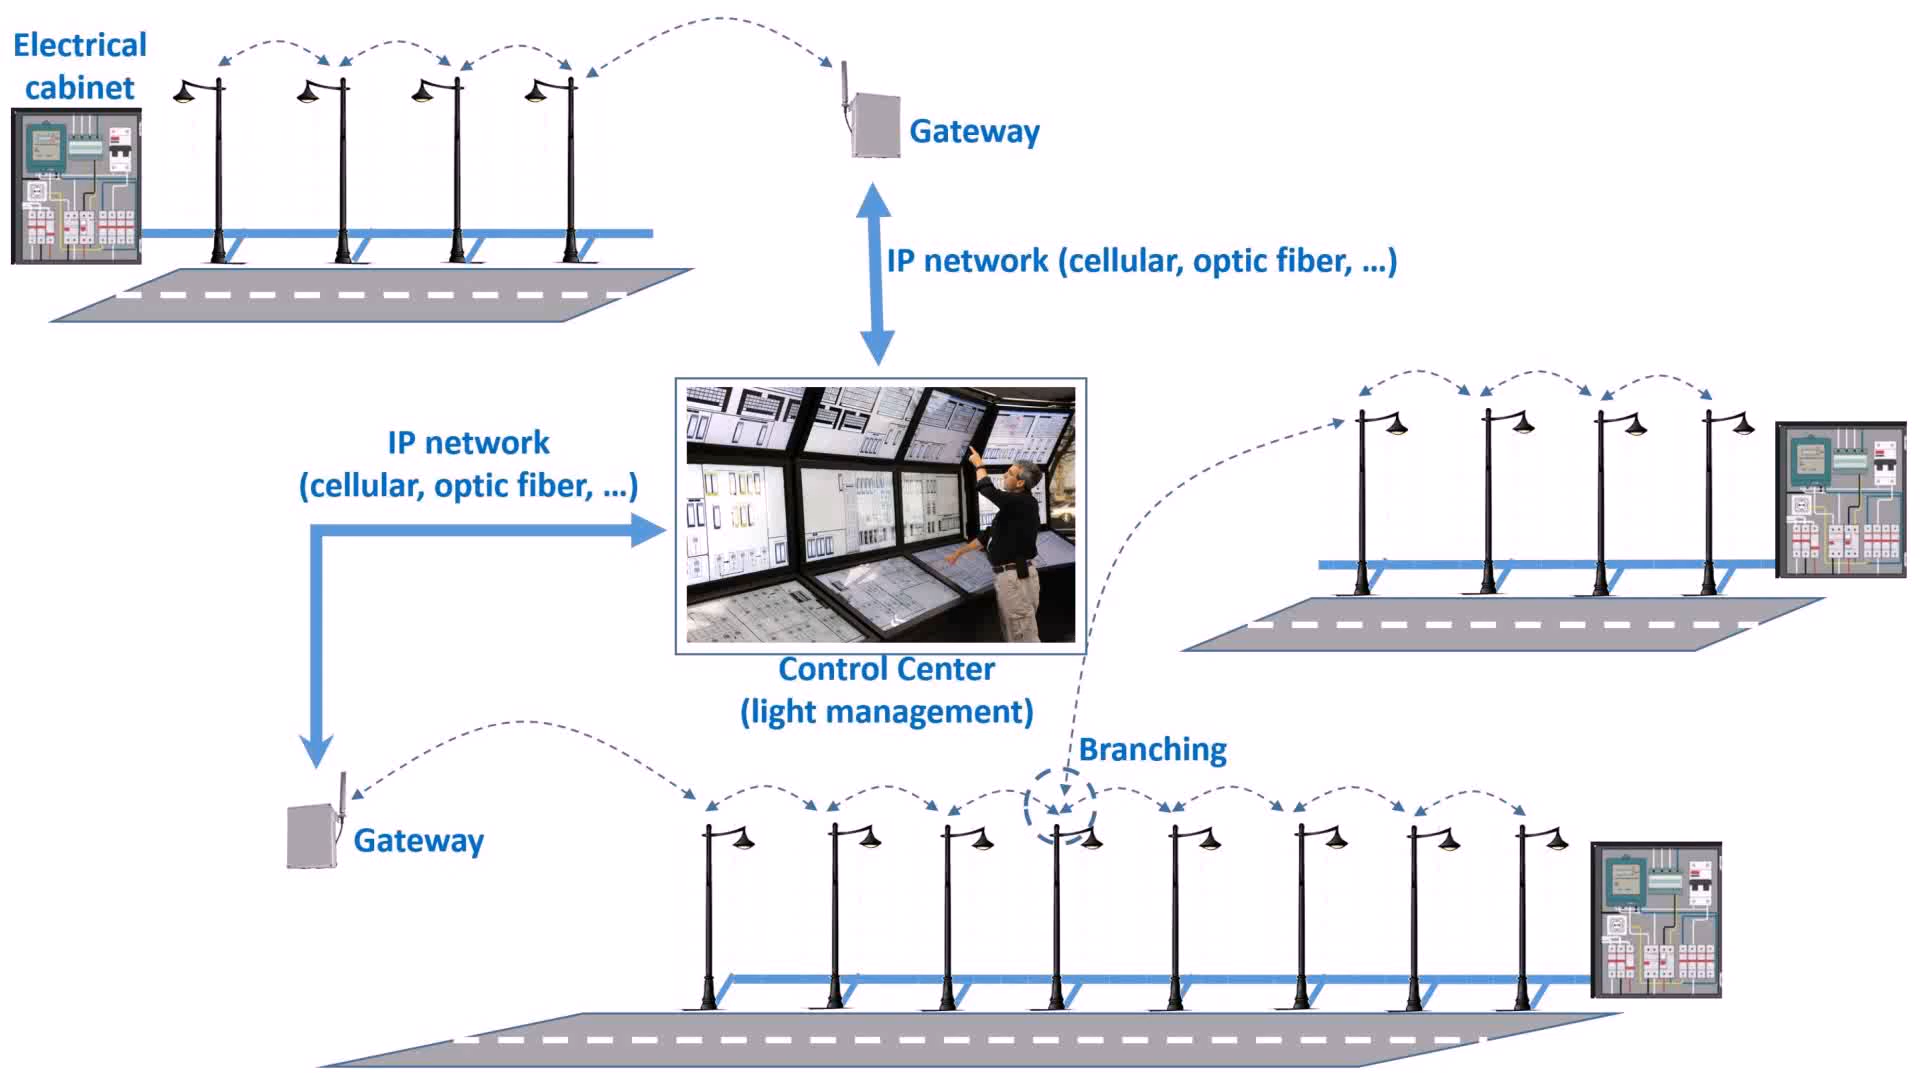 Electrical
cabinet
Gateway
IP network (cellular, optic fiber, ...)
IP network
(cellular, optic fiber, ...)
Control Center
(light management)
Branching
Gateway